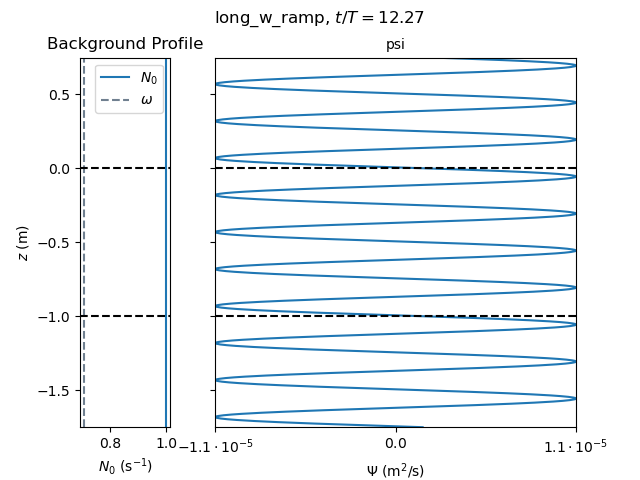 long_w_ramp, t/T = 12.27
Background Profile
psi
N₀
ω
0.5
0.0
−0.5
−1.0
−1.5
z (m)
0.8
1.0
−1.1 · 10⁻⁵
0.0
1.1 · 10⁻⁵
N₀ (s⁻¹)
Ψ (m²/s)